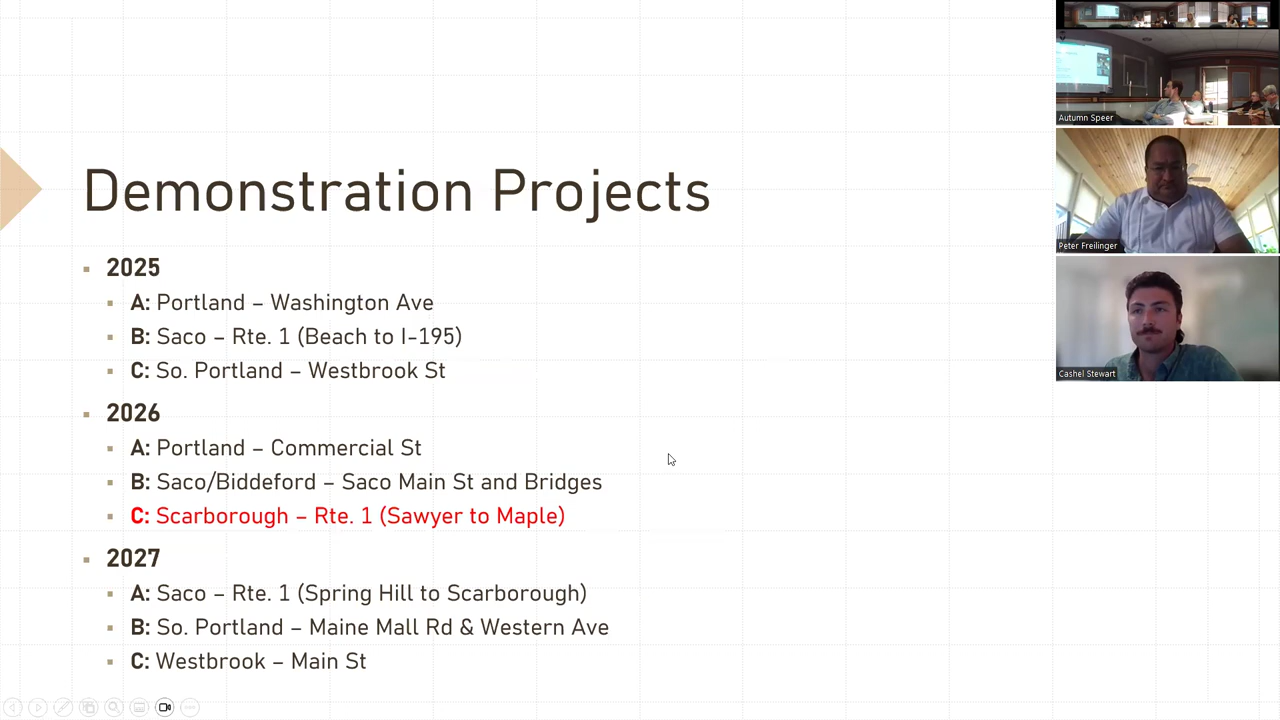 Demonstration Projects
2025
A: Portland – Washington Ave
B: Saco – Rte. 1 (Beach to I-195)
C: So. Portland – Westbrook St
2026
A: Portland – Commercial St
B: Saco/Biddeford – Saco Main St and Bridges
C: Scarborough – Rte. 1 (Sawyer to Maple)
2027
A: Saco – Rte. 1 (Spring Hill to Scarborough)
B: So. Portland – Maine Mall Rd & Western Ave
C: Westbrook – Main St
Autumn Speer
Peter Freilinger
Cashel Stewart